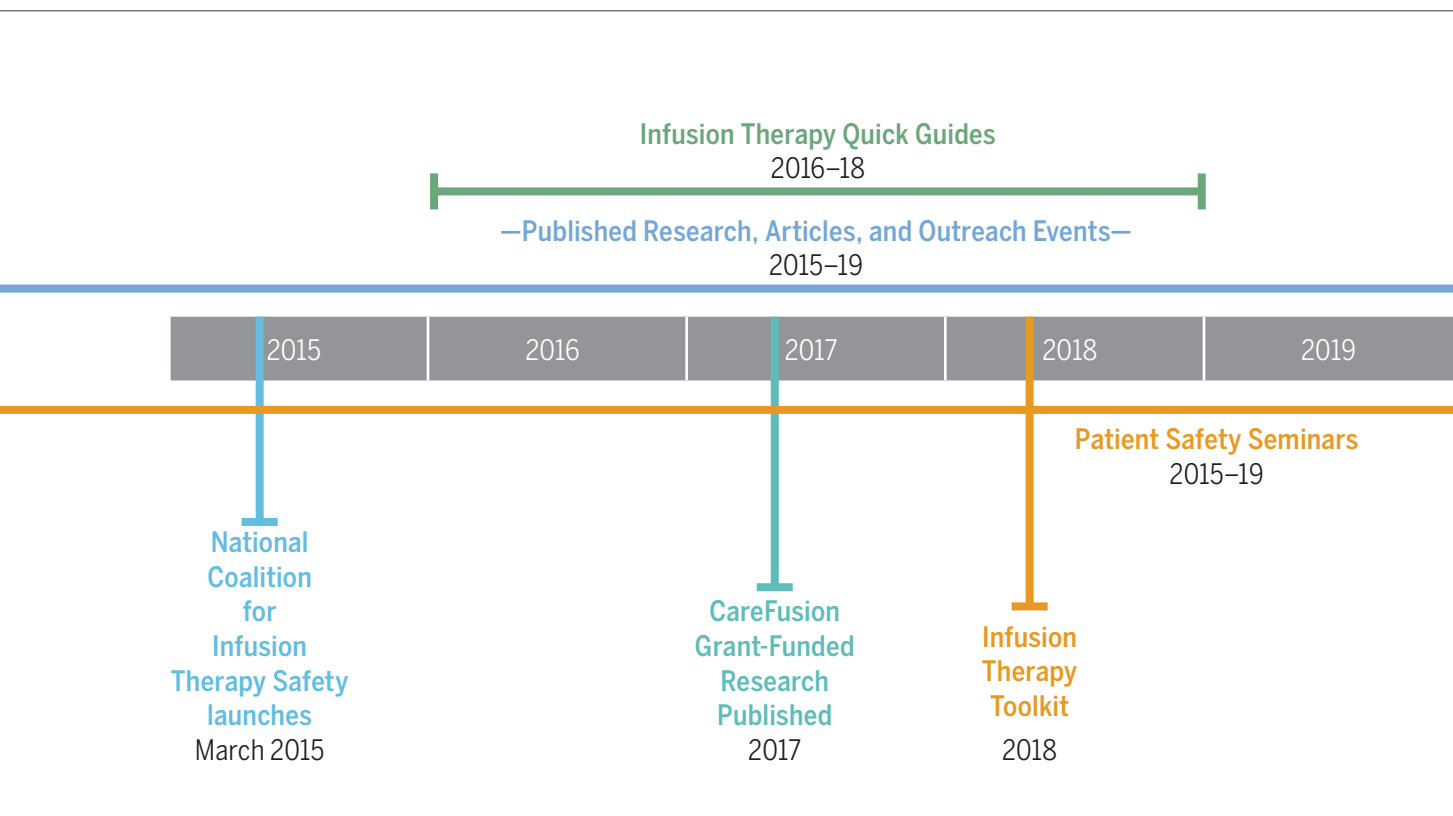 Infusion Therapy Quick Guides
2016–18
—Published Research, Articles, and Outreach Events—
2015–19
2015
2016
2017
2018
2019
Patient Safety Seminars
2015–19
National
Coalition
for
Infusion
Therapy Safety
launches
March 2015
CareFusion
Grant-Funded
Research
Published
2017
Infusion
Therapy
Toolkit
2018